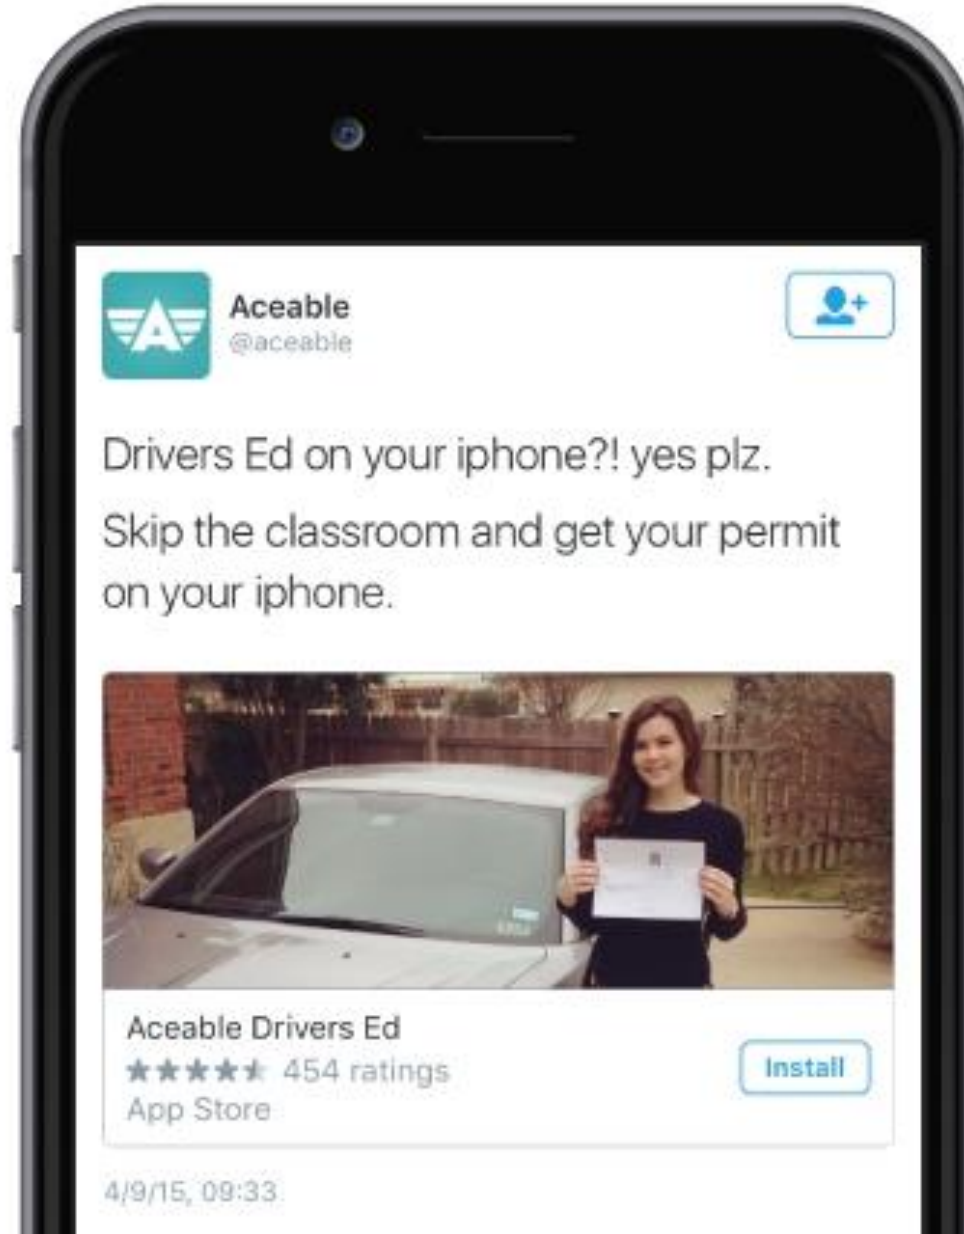 Aceable
@aceable
Drivers Ed on your iphone?! yes plz.
Skip the classroom and get your permit
on your iphone.
Aceable Drivers Ed
454 ratings
Install
App Store
4/9/15, 09:33